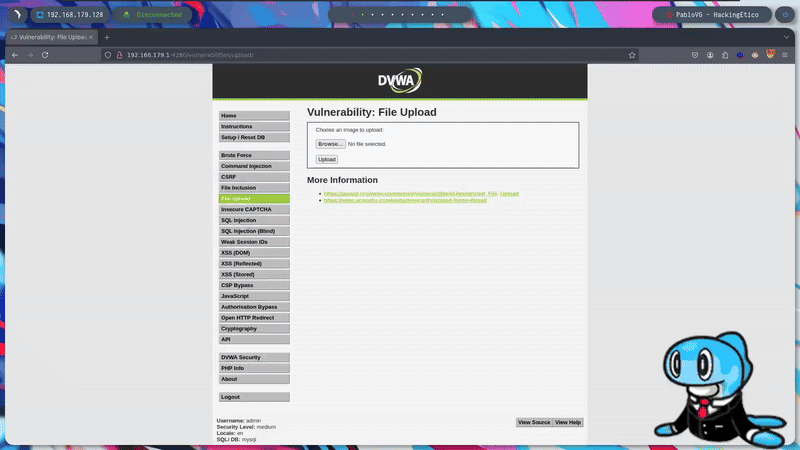 192.168.179.128
Disconnected
PabloVG - HackingEtico
Vulnerability: File Upload
192.168.179.1:4280/vulnerabilities/upload/
DVWA
Home
Instructions
Setup / Reset DB
Brute Force
Command Injection
CSRF
File Inclusion
File Upload
Insecure CAPTCHA
SQL Injection
SQL Injection (Blind)
Weak Session IDs
XSS (DOM)
XSS (Reflected)
XSS (Stored)
CSP Bypass
JavaScript
Authorisation Bypass
Open HTTP Redirect
Cryptography
API
DVWA Security
PHP Info
About
Logout
Vulnerability: File Upload
Choose an image to upload:
Browse... No file selected.
Upload
More Information
Username: admin
Security Level: medium
Locale: en
SQLi DB: mysql
View Source View Help